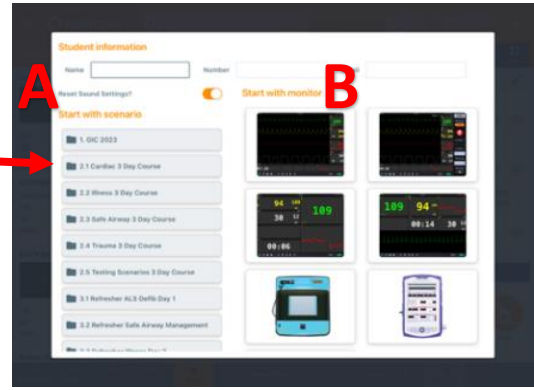 Student information
Name
Number
A
B
Reset Sound Settings?
Start with monitor
Start with scenario
1. GIC 2023
2.1 Cardiac 3 Day Course
2.2 Illness 3 Day Course
2.3 Safe Airway 3 Day Course
2.4 Trauma 3 Day Course
2.5 Testing Scenarios 3 Day Course
3.1 Refresher ALS Defib Day 1
3.2 Refresher Safe Airway Management
94
30
109
00:06
109
94
00:14
30